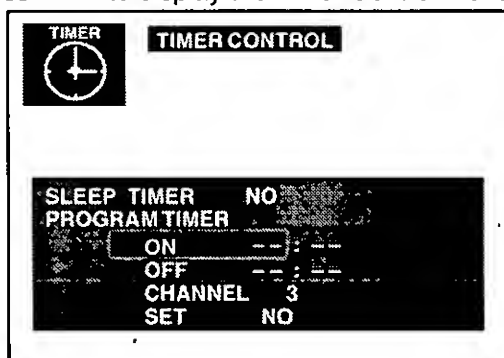 TIMER
TIMER CONTROL
SLEEP TIMER NO
PROGRAM TIMER
ON -- : --
OFF -- : --
CHANNEL 3
SET NO